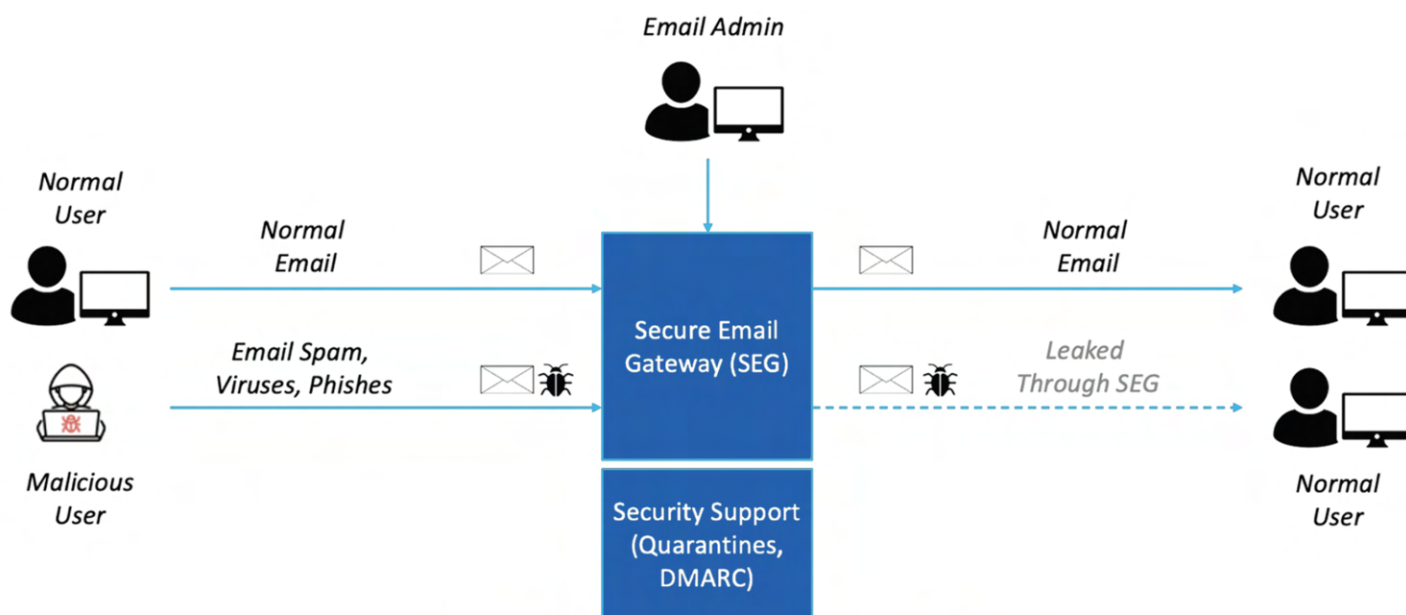 Email Admin
Normal
User
Normal
Email
Normal
Email
Normal
User
Secure Email
Gateway (SEG)
Email Spam,
Viruses, Phishes
Leaked
Through SEG
Malicious
User
Normal
User
Security Support
(Quarantines,
DMARC)